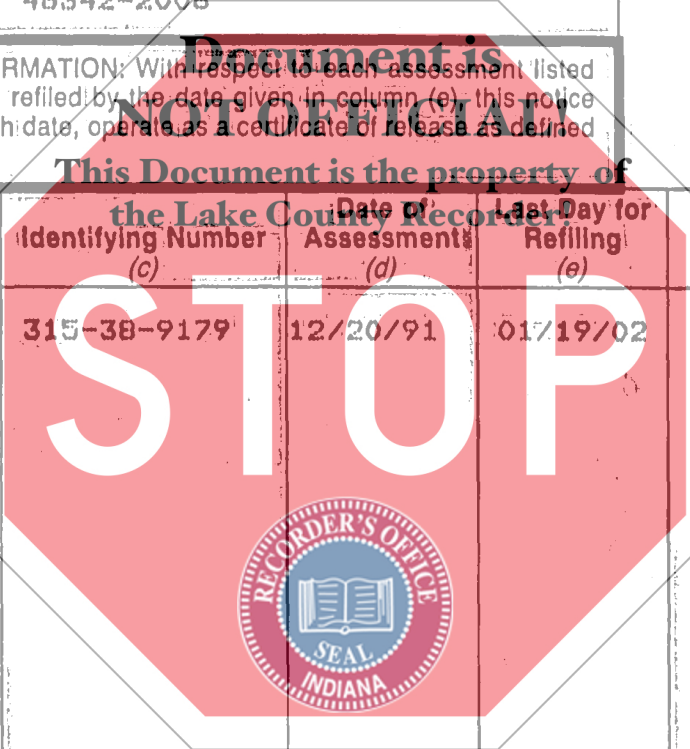 46342-2006
Document is
RMATION: With respect to each assessment listed
refiled by the date given in column (e), this notice
NOT OFFICIAL!
h date, operate as a certificate of release as defined
This Document is the property of
the Lake County Recorder!
Identifying Number
(c)
Date of
Assessment
(d)
Last Day for
Refiling
(e)
315-38-9179 12/20/91 01/19/02
STOP
RECORDER'S OFFICE
SEAL
INDIANA